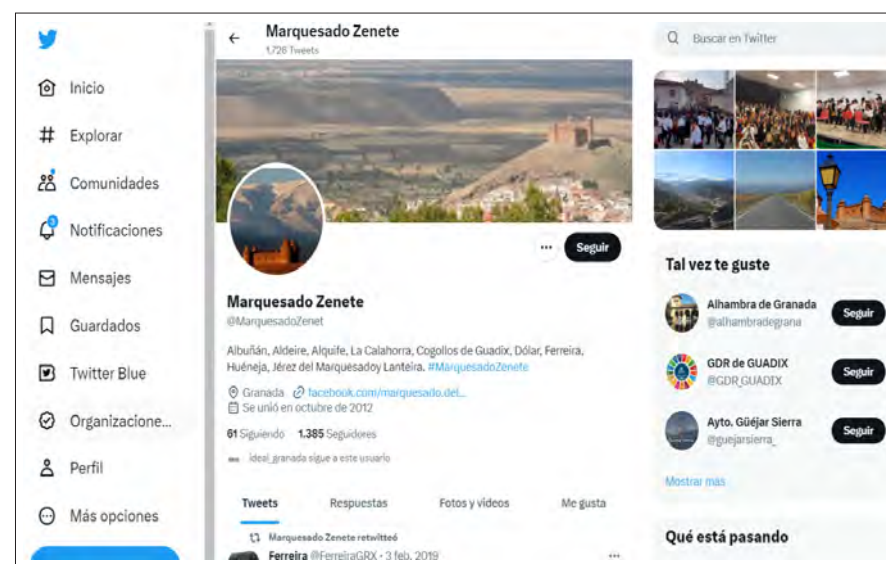 Inicio
Explorar
Comunidades
3
Notificaciones
Mensajes
Guardados
Twitter Blue
Organizacione...
Perfil
Más opciones
Marquesado Zenete
1.726 Tweets
Seguir
Marquesado Zenete
@MarquesadoZenet
Albuñán, Aldeire, Alquife, La Calahorra, Cogollos de Guadix, Dólar, Ferreira,
Huéneja, Jérez del Marquesadoy Lanteira. #MarquesadoZenete
Granada facebook.com/marquesado.del...
Se unió en octubre de 2012
61 Siguiendo 1.385 Seguidores
ideal_granada sigue a este usuario
Tweets Respuestas Fotos y videos Me gusta
Marquesado Zenete retwitteó
Ferreira @FerreiraGRX · 3 feb. 2019
Buscar en Twitter
Tal vez te guste
Alhambra de Granada
@alhambradegrana
Seguir
GDR de GUADIX
@GDR_GUADIX
Seguir
Ayto. Güéjar Sierra
@guejarsierra_
Seguir
Mostrar más
Qué está pasando